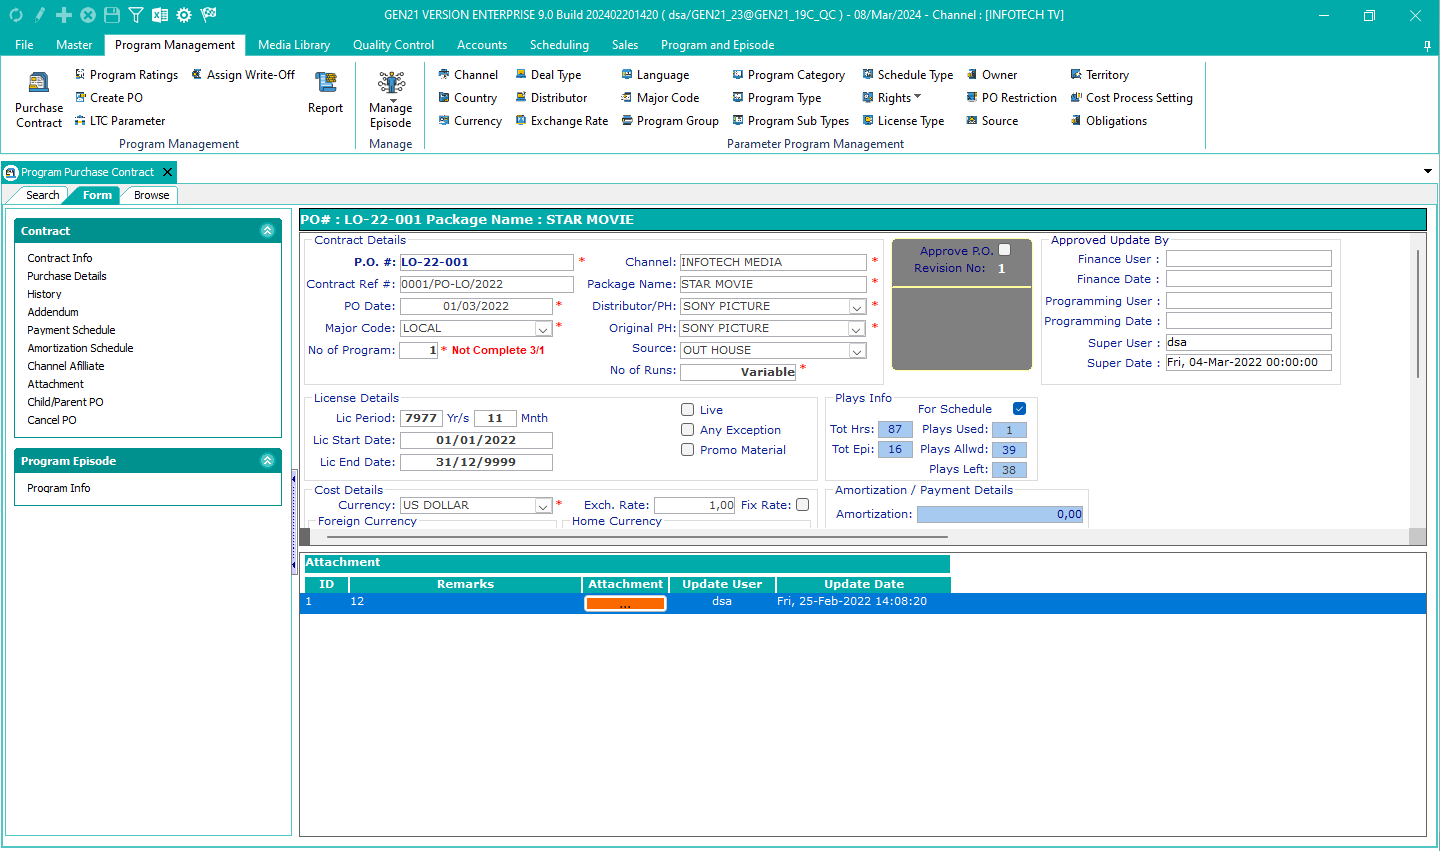 GEN21 VERSION ENTERPRISE 9.0 Build 202402201420 ( dsa/GEN21_23@GEN21_19C_QC ) - 08/Mar/2024 - Channel : [INFOTECH TV]
File Master Program Management Media Library Quality Control Accounts Scheduling Sales Program and Episode
Purchase Contract
Program Ratings
Create PO
LTC Parameter
Assign Write-Off
Report
Program Management
Manage Episode
Manage
Channel
Country
Currency
Deal Type
Distributor
Exchange Rate
Language
Major Code
Program Group
Program Category
Program Type
Program Sub Types
Schedule Type
Rights
License Type
Owner
PO Restriction
Source
Territory
Cost Process Setting
Obligations
Parameter Program Management
Program Purchase Contract
Search Form Browse
Contract
Contract Info
Purchase Details
History
Addendum
Payment Schedule
Amortization Schedule
Channel Afilliate
Attachment
Child/Parent PO
Cancel PO
Program Episode
Program Info
PO# : LO-22-001 Package Name : STAR MOVIE
Contract Details
P.O. #: LO-22-001 *
Contract Ref #: 0001/PO-LO/2022
PO Date: 01/03/2022 *
Major Code: LOCAL *
No of Program: 1 * Not Complete 3/1
Channel: INFOTECH MEDIA *
Package Name: STAR MOVIE *
Distributor/PH: SONY PICTURE *
Original PH: SONY PICTURE *
Source: OUT HOUSE
No of Runs: Variable *
Approve P.O.
Revision No: 1
Approved Update By
Finance User :
Finance Date :
Programming User :
Programming Date :
Super User : dsa
Super Date : Fri, 04-Mar-2022 00:00:00
License Details
Lic Period: 7977 Yr/s 11 Mnth
Lic Start Date: 01/01/2022
Lic End Date: 31/12/9999
Live
Any Exception
Promo Material
Plays Info
For Schedule
Tot Hrs: 87 Plays Used: 1
Tot Epi: 16 Plays Allwd: 39
Plays Left: 38
Cost Details
Currency: US DOLLAR * Exch. Rate: 1,00 Fix Rate:
Foreign Currency Home Currency
Amortization / Payment Details
Amortization: 0,00
Attachment
ID Remarks Attachment Update User Update Date
1 12 ... dsa Fri, 25-Feb-2022 14:08:20